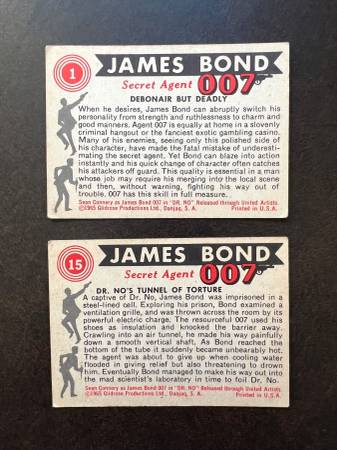 1
JAMES BOND
Secret Agent 007
DEBONAIR BUT DEADLY
When he desires, James Bond can abruptly switch his
personality from strength and ruthlessness to charm and
good manners. Agent 007 is equally at home in a slovenly
criminal hangout or the fanciest exotic gambling casino.
Many of his enemies, seeing only this polished side of
his character, have made the fatal mistake of underesti-
mating the secret agent. Yet Bond can blaze into action
instantly and his quick change of character often catches
his attackers off guard. This quality is essential in a man
whose job may require his merging into the local scene
and then, without warning, fighting his way out of
trouble. 007 has this skill in full measure.
Sean Connery as James Bond 007 in "DR. NO" Released through United Artists.
©1965 Glidrose Productions Ltd., Danjaq, S. A. Printed in U.S.A.
15
JAMES BOND
Secret Agent 007
DR. NO'S TUNNEL OF TORTURE
A captive of Dr. No, James Bond was imprisoned in a
steel-lined cell. Exploring his prison, Bond examined a
ventilation grille, and was thrown across the room by its
powerful electric charge. The resourceful 007 used his
shoes as insulation and knocked the barrier away.
Crawling into an air tunnel, he made his way painfully
down a smooth vertical shaft. As Bond reached the
bottom of the tube it suddenly became unbearably hot.
The agent was about to give up when cooling water
flooded in giving relief but also threatening to drown
him. Eventually Bond managed to make his way out into
the mad scientist's laboratory in time to foil Dr. No.
Sean Connery as James Bond 007 in "DR. NO" Released through United Artists.
©1965 Glidrose Productions Ltd., Danjaq, S. A. Printed in U.S.A.